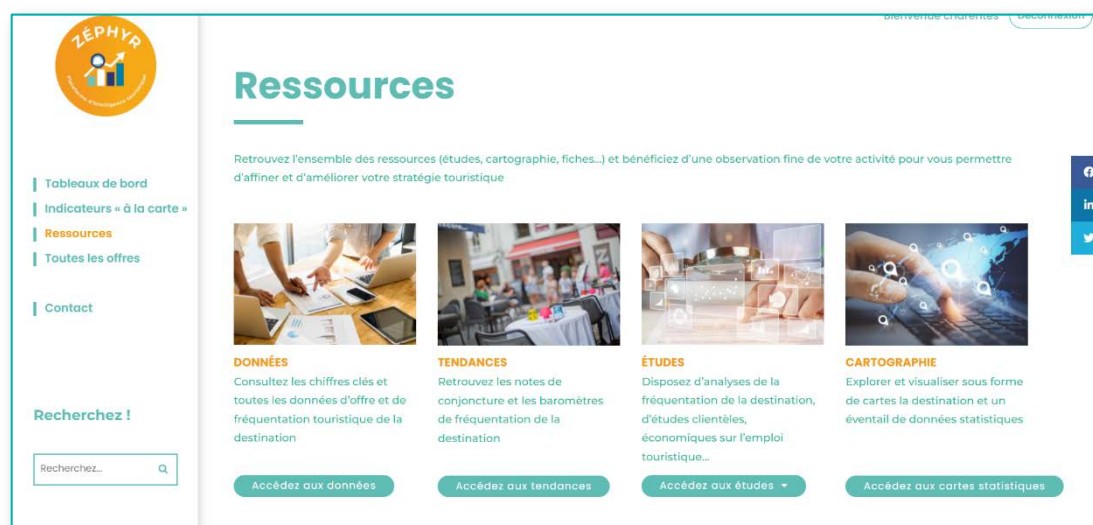 Bienvenue charentes
Déconnexion
ZÉPHYR
Tableaux de bord
Indicateurs « à la carte »
Ressources
Toutes les offres
Contact
Recherchez !
Recherchez...
Ressources
Retrouvez l'ensemble des ressources (études, cartographie, fiches...) et bénéficiez d'une observation fine de votre activité pour vous permettre
d'affiner et d'améliorer votre stratégie touristique
DONNÉES
Consultez les chiffres clés et
toutes les données d'offre et de
fréquentation touristique de la
destination
Accédez aux données
TENDANCES
Retrouvez les notes de
conjoncture et les baromètres
de fréquentation de la
destination
Accédez aux tendances
ÉTUDES
Disposez d'analyses de la
fréquentation de la destination,
d'études clientèles,
économiques sur l'emploi
touristique...
Accédez aux études
CARTOGRAPHIE
Explorer et visualiser sous forme
de cartes la destination et un
éventail de données statistiques
Accédez aux cartes statistiques